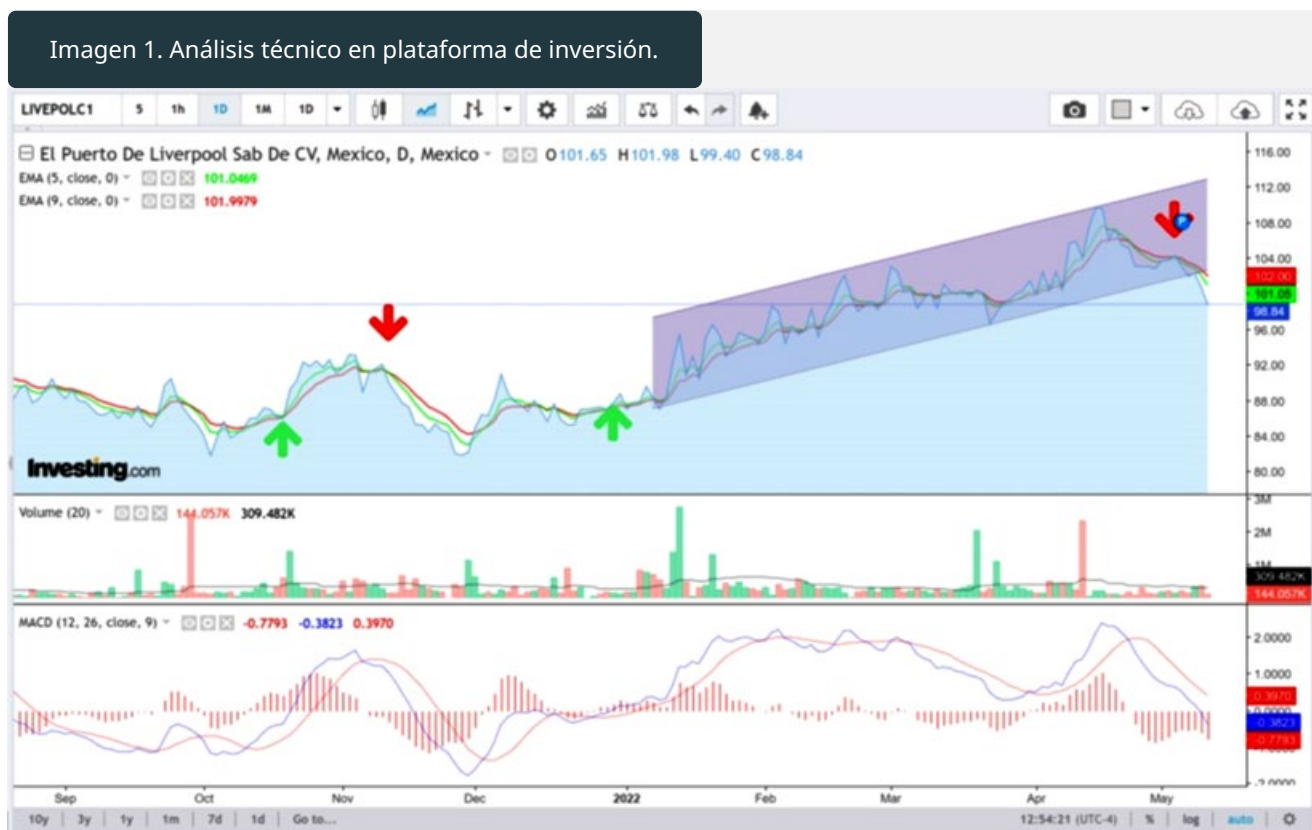 Imagen 1. Análisis técnico en plataforma de inversión.
LIVEPOLC1 5 1h 1D 1M 1D
El Puerto De Liverpool Sab De CV, Mexico, D, Mexico O101.65 H101.98 L99.40 C98.84
EMA (5, close, 0) 101.0469
EMA (9, close, 0) 101.9979
116.00
112.00
108.00
P
104.00
102.00
101.05
98.84
96.00
92.00
88.00
84.00
80.00
Investing.com
Volume (20) 144.057K 309.482K
3M
2M
1M
309.482K
144.057K
MACD (12, 26, close, 9) -0.7793 -0.3823 0.3970
2.0000
1.0000
0.3970
0.0000
-0.3823
-0.7793
-2.0000
Sep Oct Nov Dec 2022 Feb Mar Apr May
10y 3y 1y 1m 7d 1d Go to... 12:54:21 (UTC-4) % log auto